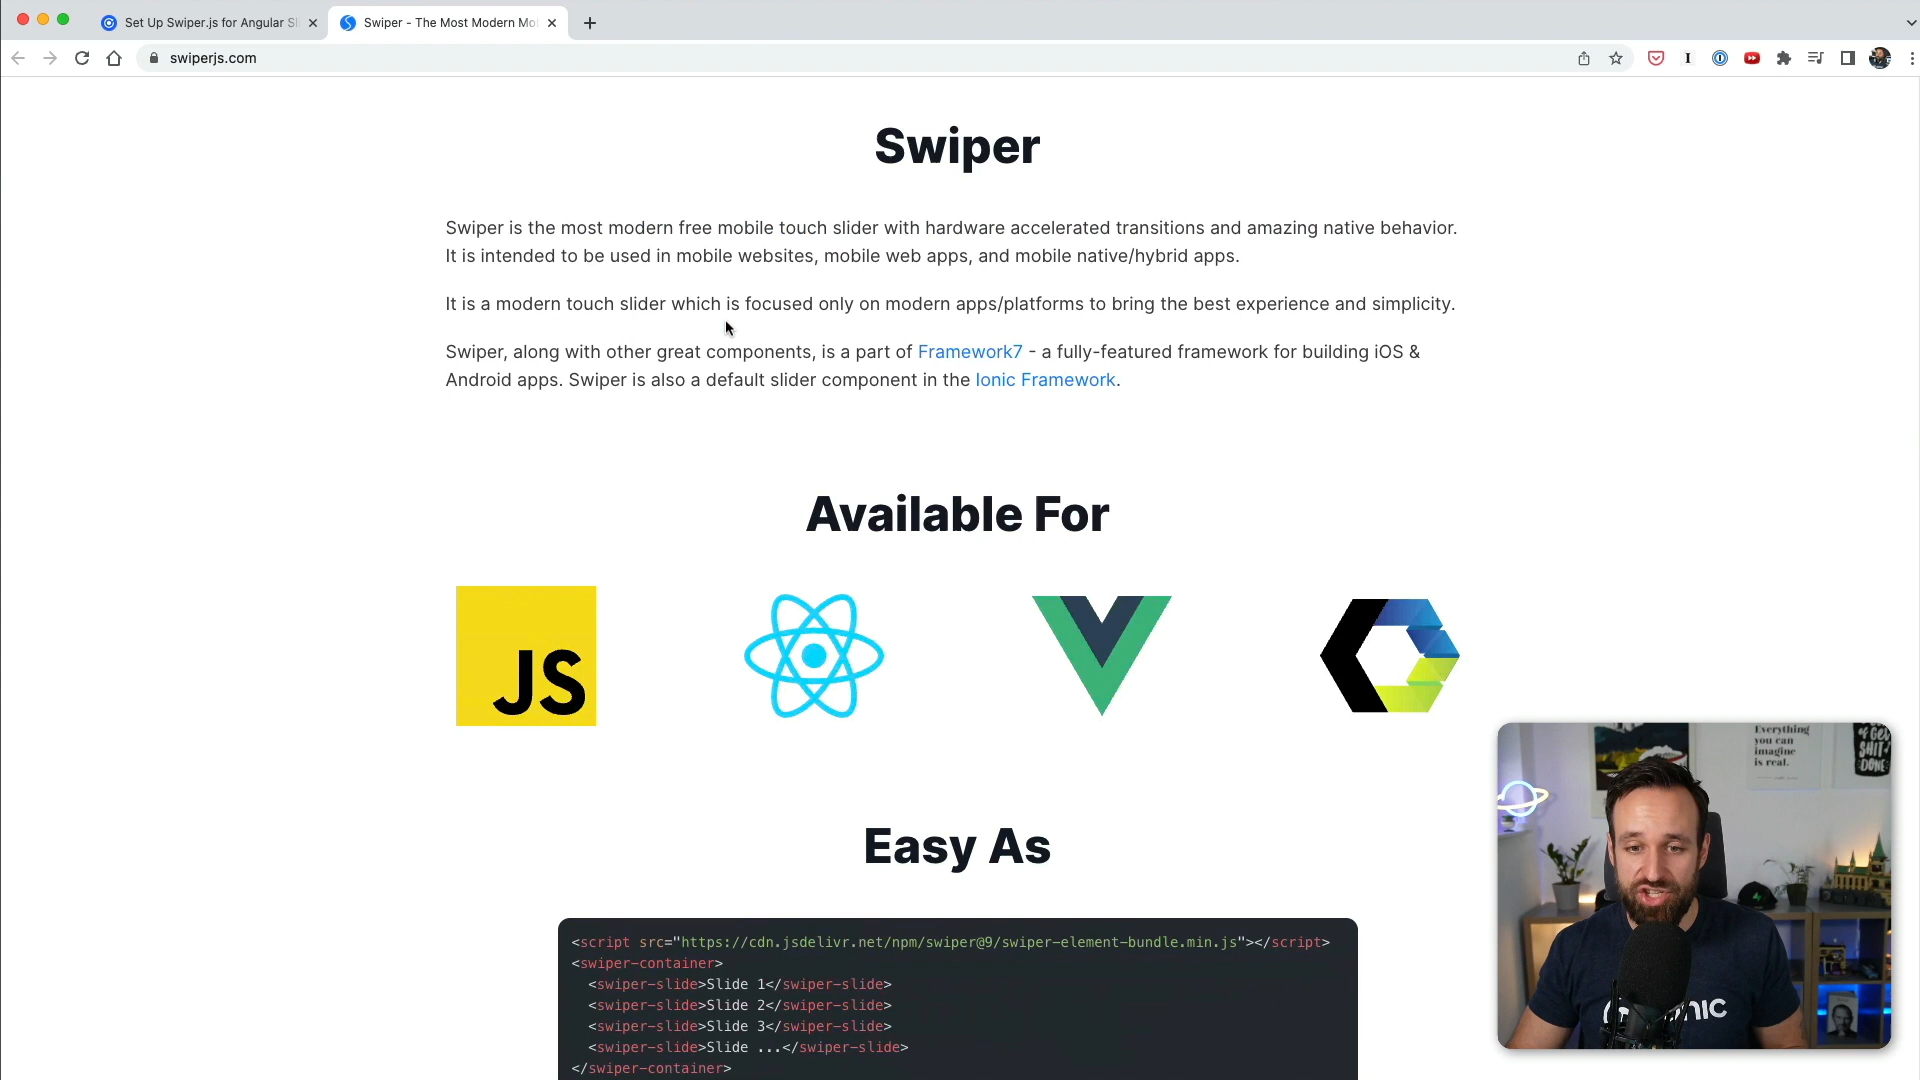 Set Up Swiper.js for Angular Sl
Swiper - The Most Modern Mo
swiperjs.com
Swiper
Swiper is the most modern free mobile touch slider with hardware accelerated transitions and amazing native behavior.
It is intended to be used in mobile websites, mobile web apps, and mobile native/hybrid apps.
It is a modern touch slider which is focused only on modern apps/platforms to bring the best experience and simplicity.
Swiper, along with other great components, is a part of Framework7 - a fully-featured framework for building iOS &
Android apps. Swiper is also a default slider component in the Ionic Framework.
Available For
JS
Easy As
<script src="https://cdn.jsdelivr.net/npm/swiper@9/swiper-element-bundle.min.js"></script>
<swiper-container>
<swiper-slide>Slide 1</swiper-slide>
<swiper-slide>Slide 2</swiper-slide>
<swiper-slide>Slide 3</swiper-slide>
<swiper-slide>Slide ...</swiper-slide>
</swiper-container>
Everything
you can
imagine
is real.
SHIT
DONE